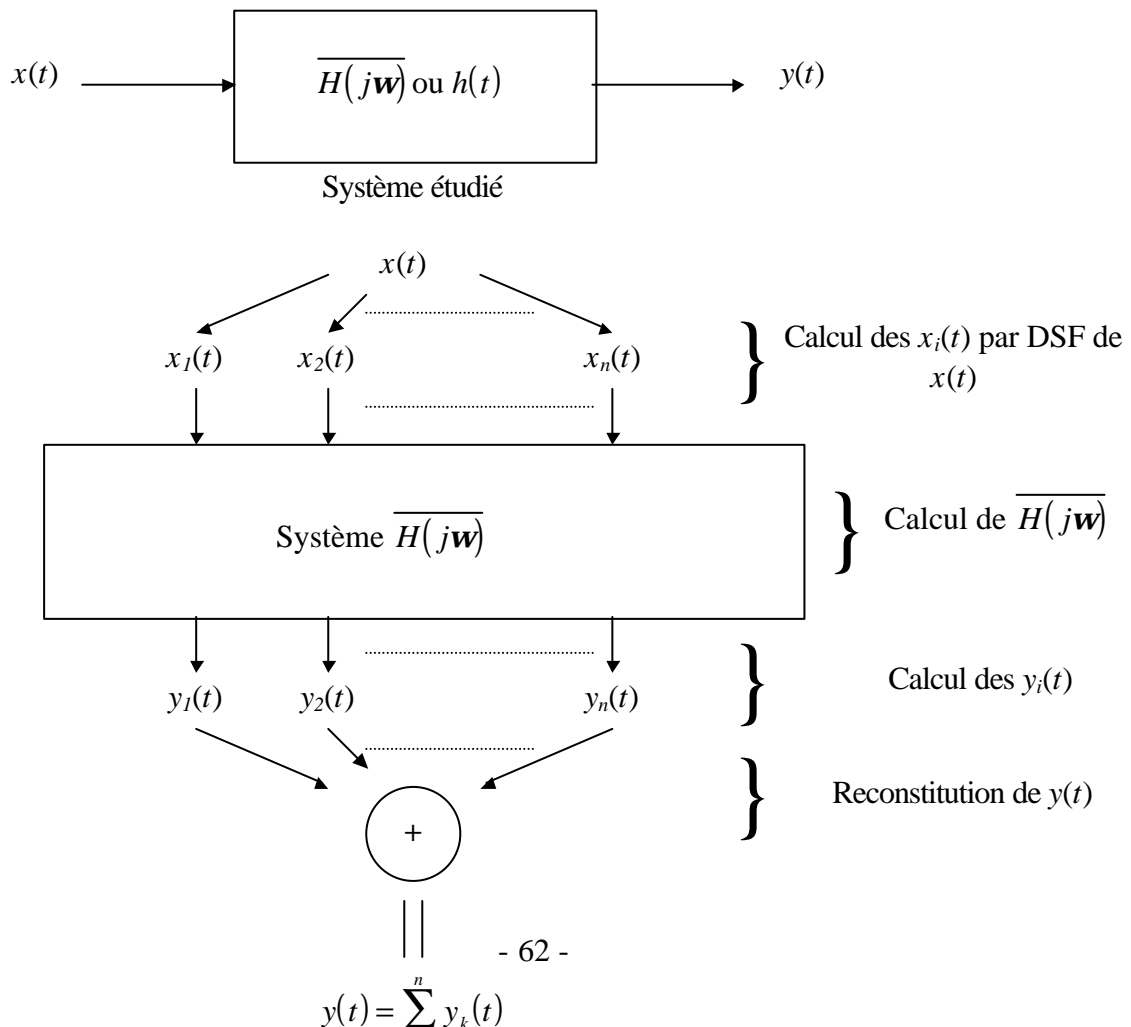 x(t) H(j𝐰) ou h(t) y(t)
Système étudié
x(t)
x1(t) x2(t) xn(t) } Calcul des xi(t) par DSF de
x(t)
Système H(j𝐰) } Calcul de H(j𝐰)
y1(t) y2(t) yn(t) } Calcul des yi(t)
+ } Reconstitution de y(t)
- 62 -
y(t) = ∑ⁿ yk(t)